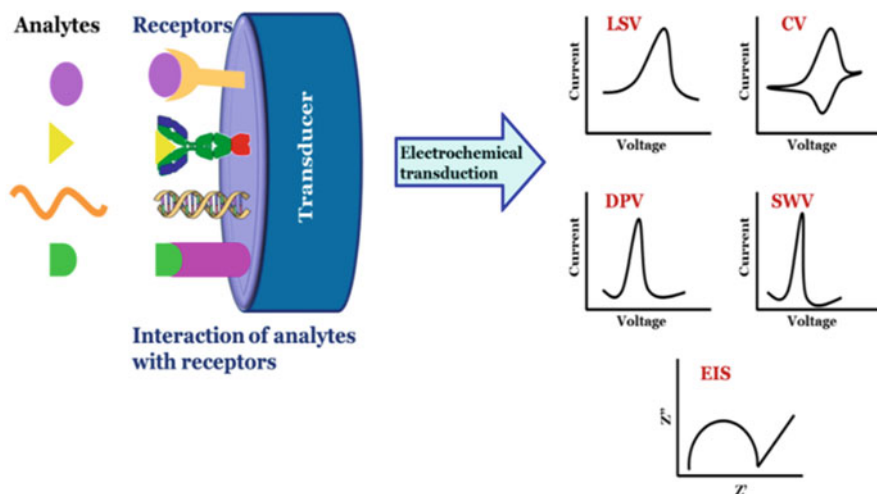 Analytes
Receptors
Transducer
Interaction of analytes
with receptors
Electrochemical
transduction
LSV
Current
Voltage
CV
Current
Voltage
DPV
Current
Voltage
SWV
Current
Voltage
EIS
Z"
Z'